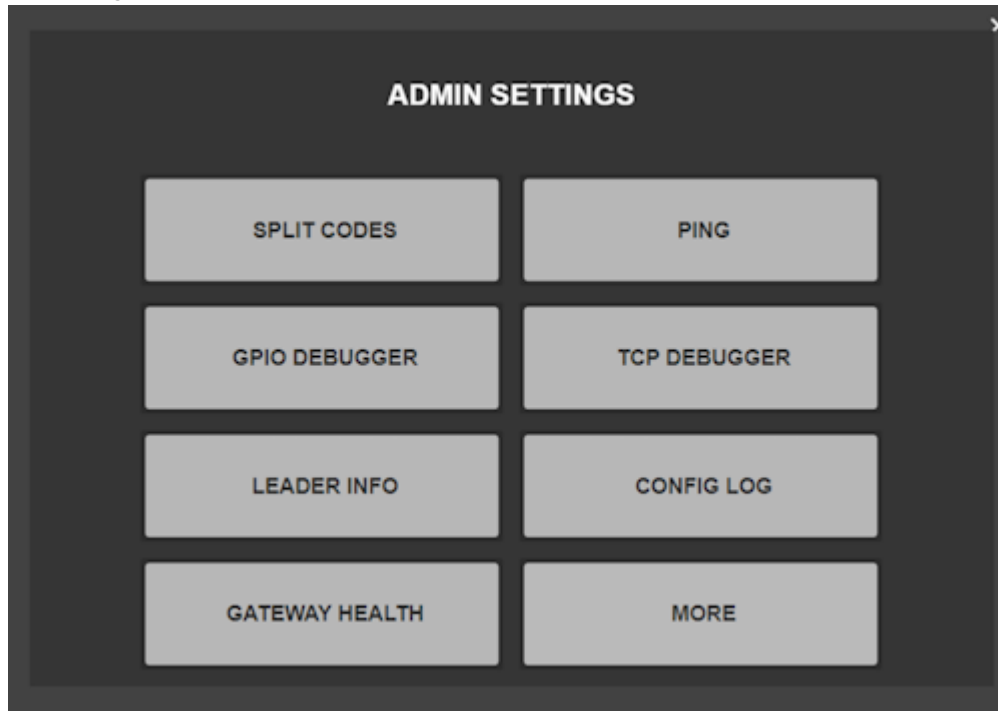 ADMIN SETTINGS
SPLIT CODES
PING
GPIO DEBUGGER
TCP DEBUGGER
LEADER INFO
CONFIG LOG
GATEWAY HEALTH
MORE